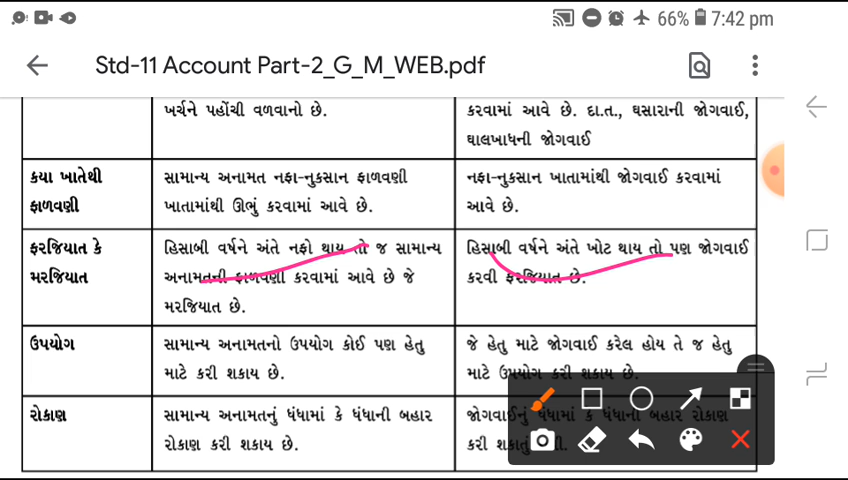 66% 7:42 pm
Std-11 Account Part-2_G_M_WEB.pdf
ખર્ચને પહોંચી વળવાનો છે.
કરવામાં આવે છે. દા.ત., ઘસારાની જોગવાઈ,
ઘાલખાધની જોગવાઈ
કયા ખાતેથી
ફાળવણી
સામાન્ય અનામત નફા-નુકસાન ફાળવણી
ખાતામાંથી ઊભું કરવામાં આવે છે.
નફા-નુકસાન ખાતામાંથી જોગવાઈ કરવામાં
આવે છે.
ફરજિયાત કે
મરજિયાત
હિસાબી વર્ષને અંતે નફો થાય તો જ સામાન્ય
અનામતની ફાળવણી કરવામાં આવે છે જે
મરજિયાત છે.
હિસાબી વર્ષને અંતે ખોટ થાય તો પણ જોગવાઈ
કરવી ફરજિયાત છે.
ઉપયોગ
સામાન્ય અનામતનો ઉપયોગ કોઈ પણ હેતુ
માટે કરી શકાય છે.
જે હેતુ માટે જોગવાઈ કરેલ હોય તે જ હેતુ
માટે ઉપયોગ કરી શકાય છે.
રોકાણ
સામાન્ય અનામતનું ધંધામાં કે ધંધાની બહાર
રોકાણ કરી શકાય છે.
જોગવાઈનું ધંધામાં કે ધંધાની બહાર રોકાણ
કરી